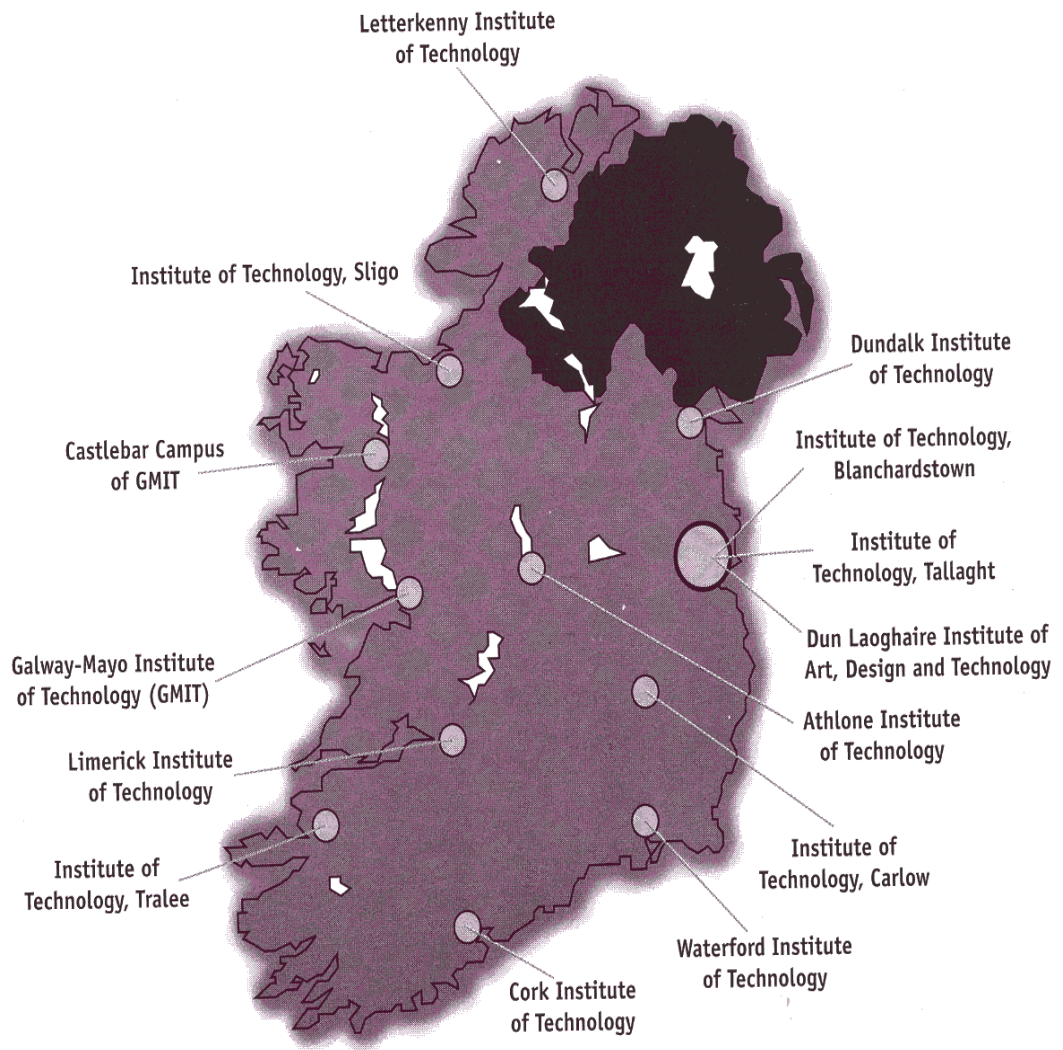 Letterkenny Institute
of Technology
Institute of Technology, Sligo
Dundalk Institute
of Technology
Institute of Technology,
Blanchardstown
Castlebar Campus
of GMIT
Institute of
Technology, Tallaght
Dun Laoghaire Institute of
Art, Design and Technology
Galway-Mayo Institute
of Technology (GMIT)
Athlone Institute
of Technology
Limerick Institute
of Technology
Institute of
Technology, Carlow
Institute of
Technology, Tralee
Waterford Institute
of Technology
Cork Institute
of Technology